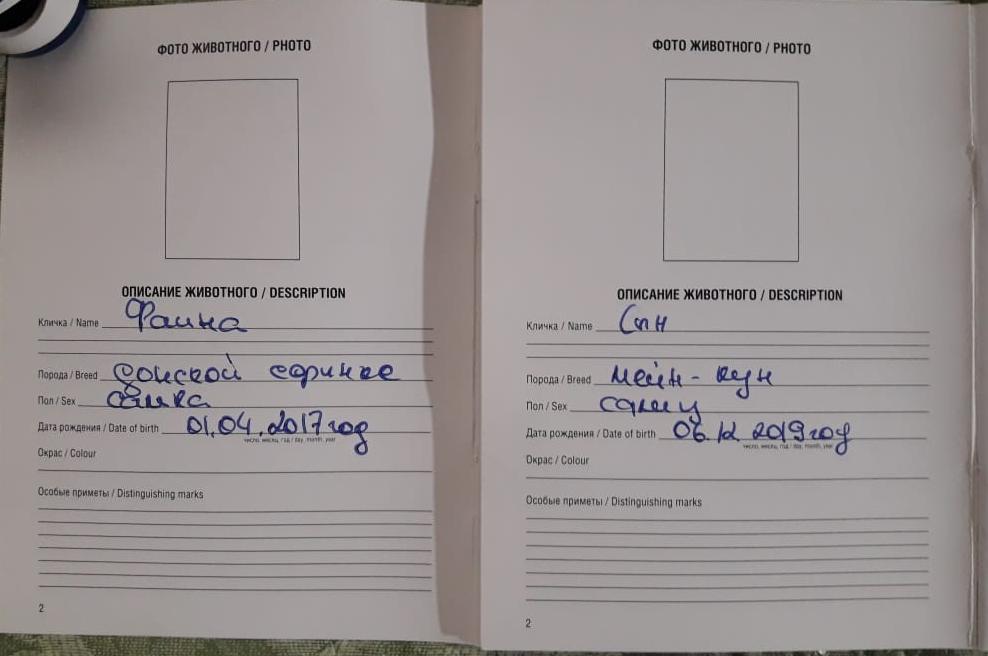 ФОТО ЖИВОТНОГО / PHOTO
ОПИСАНИЕ ЖИВОТНОГО / DESCRIPTION
Кличка / Name Фаина
Порода / Breed донской сфинкс
Пол / Sex самка
Дата рождения / Date of birth 01.04.2017 год
число, месяц, год / day, month, year
Окрас / Colour
Особые приметы / Distinguishing marks
2
ФОТО ЖИВОТНОГО / PHOTO
ОПИСАНИЕ ЖИВОТНОГО / DESCRIPTION
Кличка / Name
Порода / Breed мейн-кун
Пол / Sex самец
Дата рождения / Date of birth 06.12 2019 год
число, месяц, год / day, month, year
Окрас / Colour
Особые приметы / Distinguishing marks
2